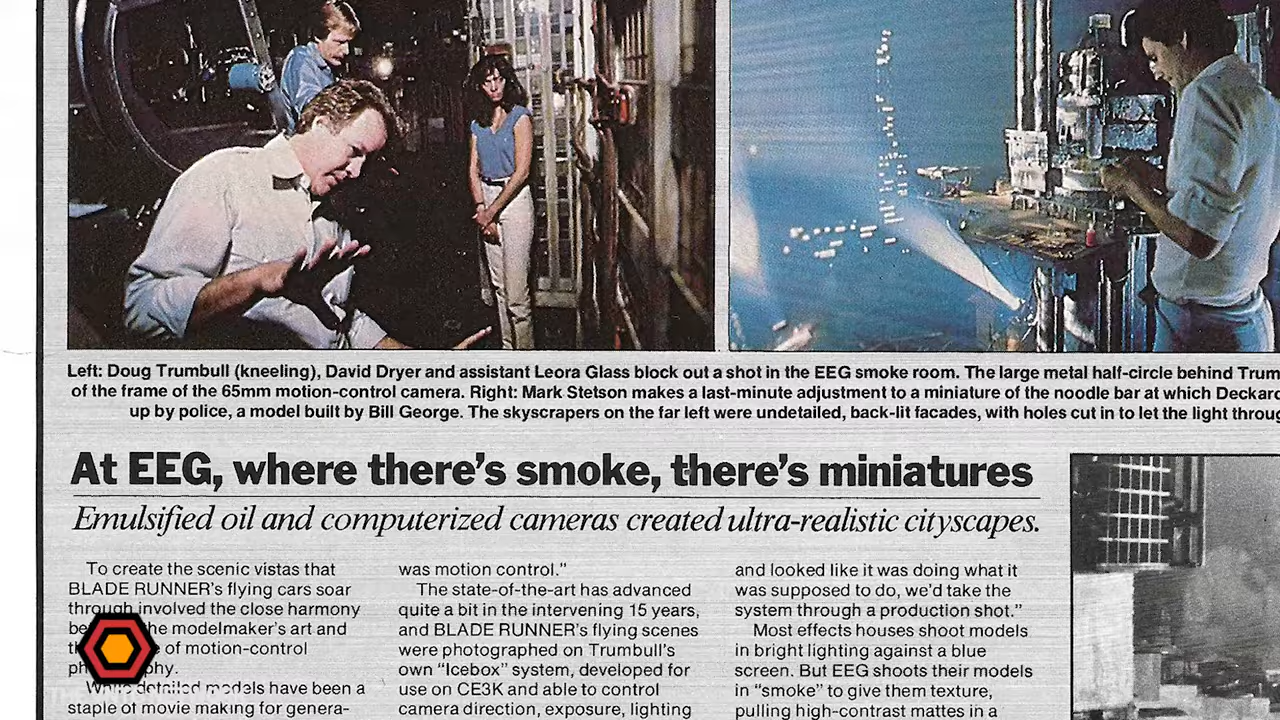 Left: Doug Trumbull (kneeling), David Dryer and assistant Leora Glass block out a shot in the EEG smoke room. The large metal half-circle behind Trum
of the frame of the 65mm motion-control camera. Right: Mark Stetson makes a last-minute adjustment to a miniature of the noodle bar at which Deckard
up by police, a model built by Bill George. The skyscrapers on the far left were undetailed, back-lit facades, with holes cut in to let the light throug
At EEG, where there's smoke, there's miniatures
Emulsified oil and computerized cameras created ultra-realistic cityscapes.
To create the scenic vistas that
BLADE RUNNER's flying cars soar
through involved the close harmony
the modelmaker's art and
of motion-control
phy.
While detailed models have been a
staple of movie making for genera-
was motion control."
The state-of-the-art has advanced
quite a bit in the intervening 15 years,
and BLADE RUNNER's flying scenes
were photographed on Trumbull's
own "Icebox" system, developed for
use on CE3K and able to control
camera direction, exposure, lighting
and looked like it was doing what it
was supposed to do, we'd take the
system through a production shot."
Most effects houses shoot models
in bright lighting against a blue
screen. But EEG shoots their models
in "smoke" to give them texture,
pulling high-contrast mattes in a